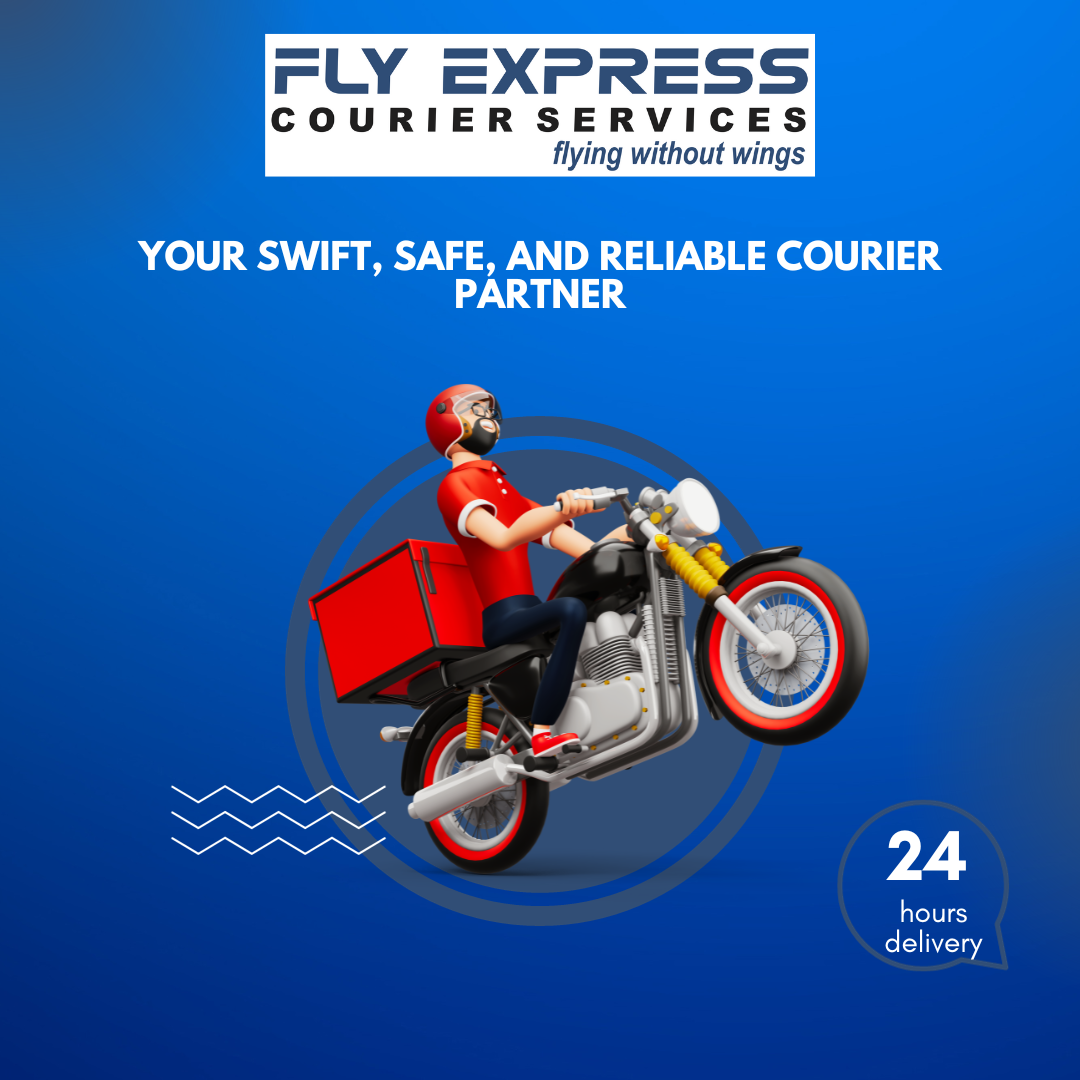 FLY EXPRESS
COURIER SERVICES
flying without wings
YOUR SWIFT, SAFE, AND RELIABLE COURIER
PARTNER
24
hours
delivery